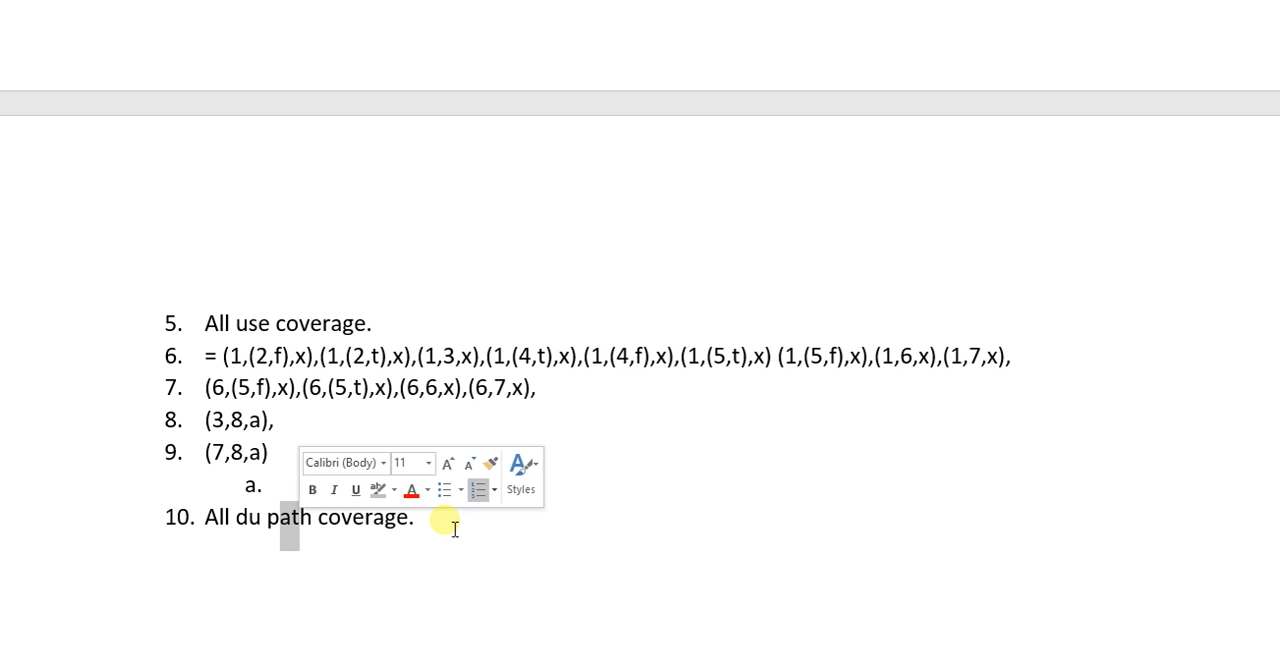 5. All use coverage.
6. = (1,(2,f),x),(1,(2,t),x),(1,3,x),(1,(4,t),x),(1,(4,f),x),(1,(5,t),x) (1,(5,f),x),(1,6,x),(1,7,x),
7. (6,(5,f),x),(6,(5,t),x),(6,6,x),(6,7,x),
8. (3,8,a),
9. (7,8,a)
Calibri (Body) 11 A A A
a.
B I U ab A Styles
10. All du path coverage.